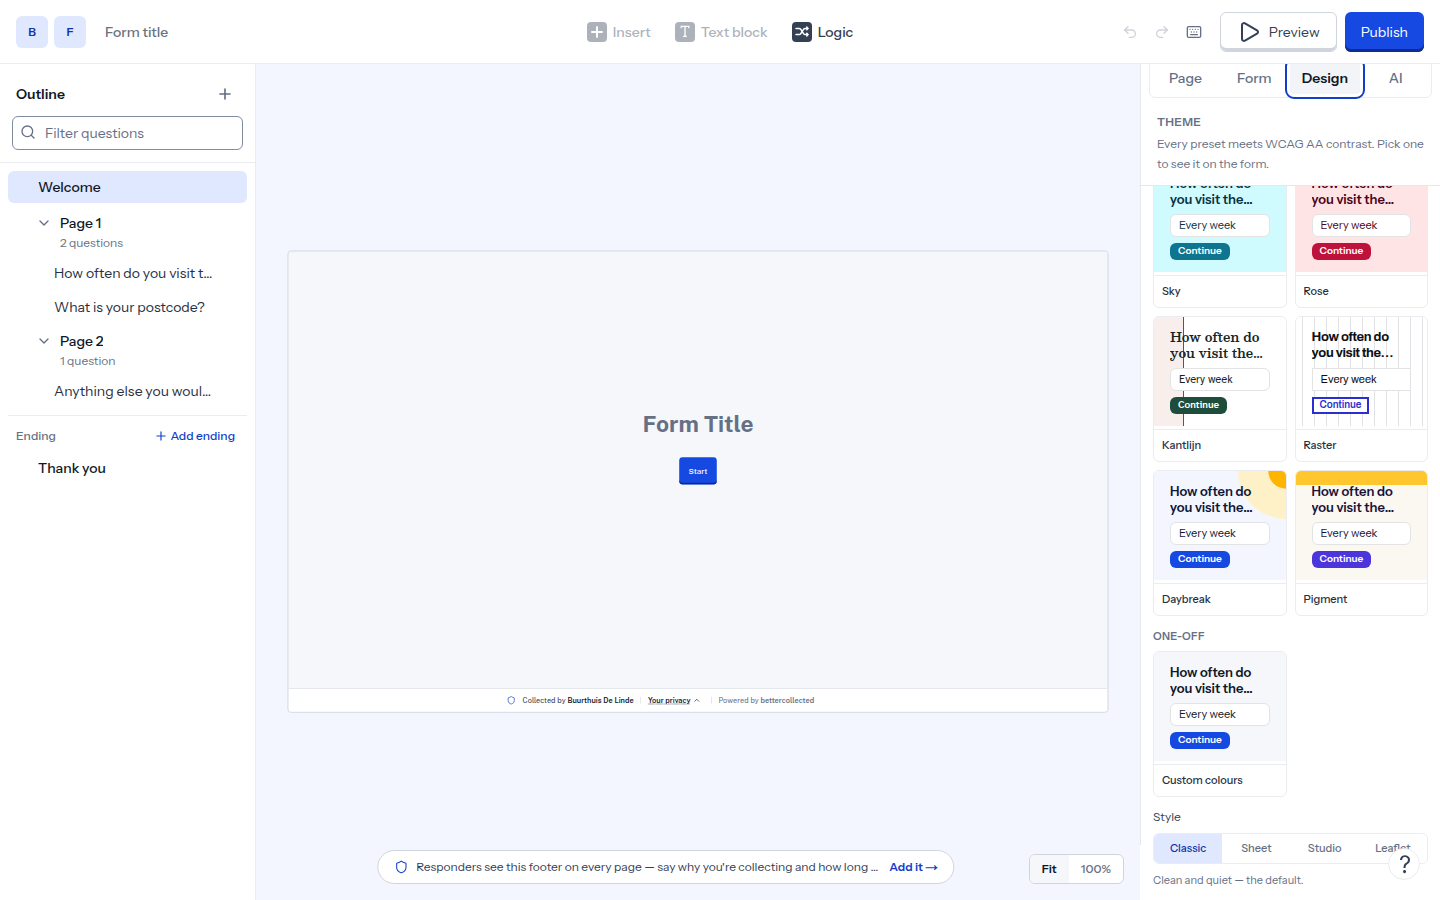 B F Form title
Insert Text block Logic
Preview Publish
Outline
Filter questions
Welcome
Page 1
2 questions
How often do you visit t...
What is your postcode?
Page 2
1 question
Anything else you woul...
Ending Add ending
Thank you
Form Title
Start
Collected by Buurthuis De Linde Your privacy Powered by bettercollected
Responders see this footer on every page — say why you're collecting and how long ... Add it →
Fit 100%
Page Form Design AI
THEME
Every preset meets WCAG AA contrast. Pick one
to see it on the form.
How often do
you visit the...
Every week
Continue
Sky
How often do
you visit the...
Every week
Continue
Rose
How often do
you visit the...
Every week
Continue
Kantlijn
How often do
you visit the...
Every week
Continue
Raster
How often do
you visit the...
Every week
Continue
Daybreak
How often do
you visit the...
Every week
Continue
Pigment
ONE-OFF
How often do
you visit the...
Every week
Continue
Custom colours
Style
Classic Sheet Studio Leaflet
?
Clean and quiet — the default.